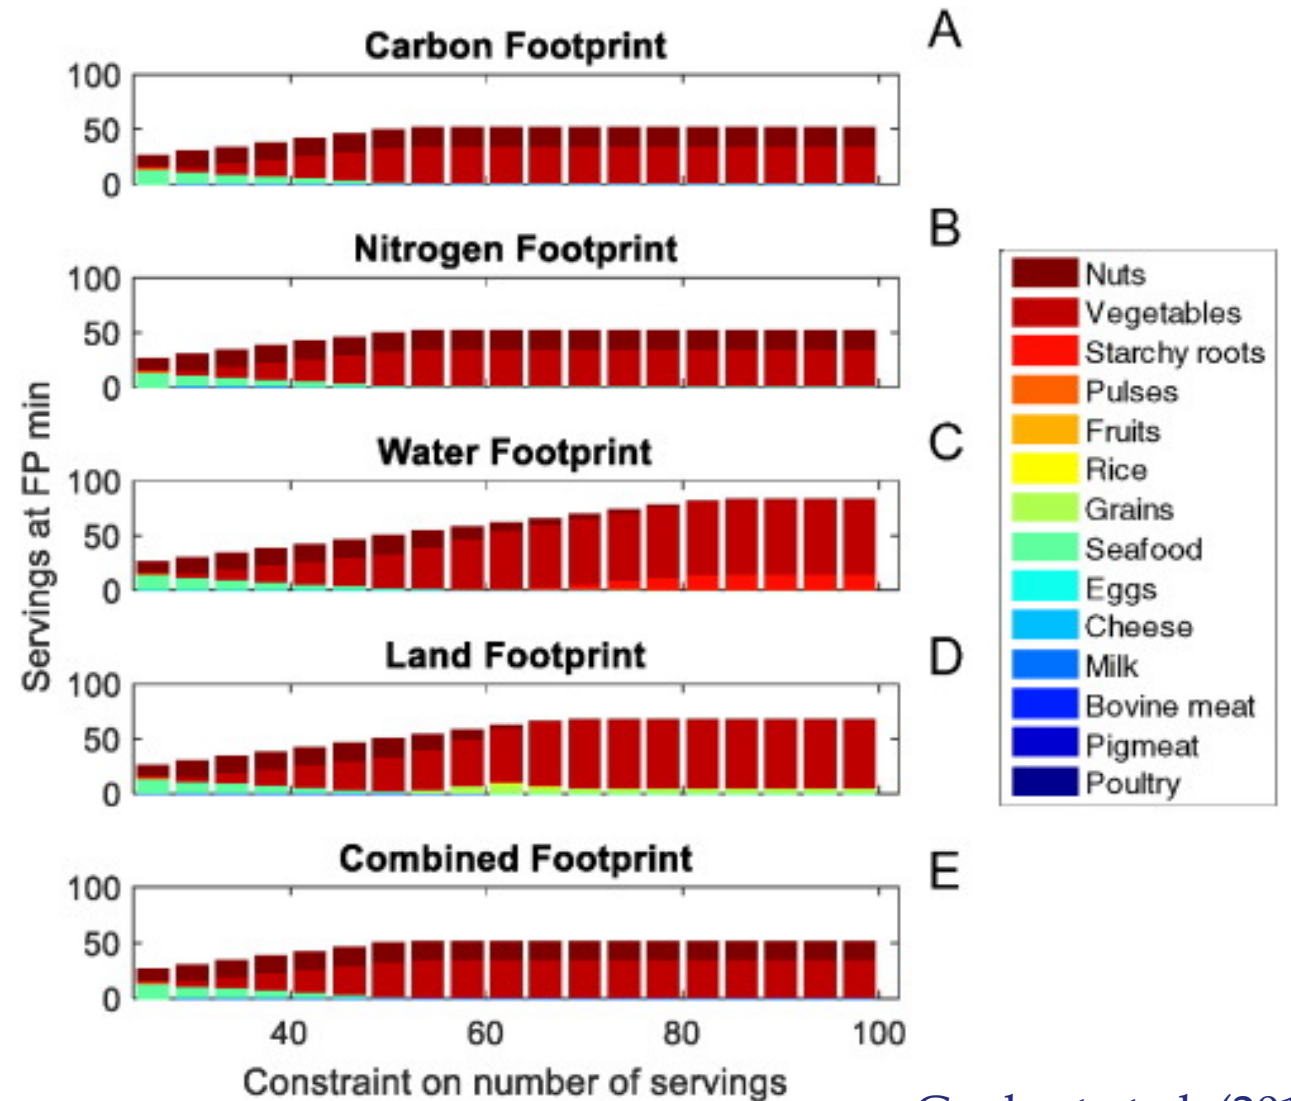 A
Carbon Footprint
100
50
0
B
Nitrogen Footprint
100
50
0
C
Water Footprint
100
50
0
D
Land Footprint
100
50
0
E
Combined Footprint
100
50
0
40 60 80 100
Constraint on number of servings
Servings at FP min
Nuts
Vegetables
Starchy roots
Pulses
Fruits
Rice
Grains
Seafood
Eggs
Cheese
Milk
Bovine meat
Pigmeat
Poultry